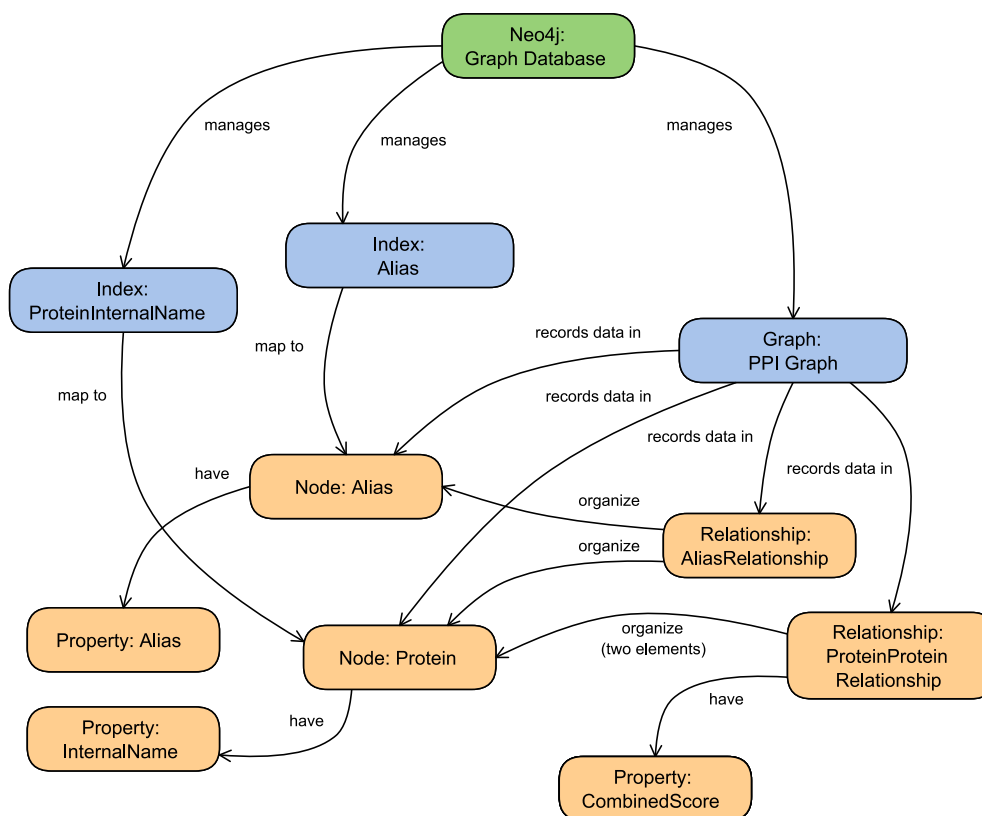 Neo4j:
Graph Database
manages
manages
manages
Index:
Alias
Index:
ProteinInternalName
Graph:
PPI Graph
records data in
map to
map to
records data in
records data in
records data in
have
Node: Alias
organize
Relationship:
AliasRelationship
organize
Property: Alias
Node: Protein
organize
(two elements)
Relationship:
ProteinProtein
Relationship
have
have
Property:
InternalName
Property:
CombinedScore